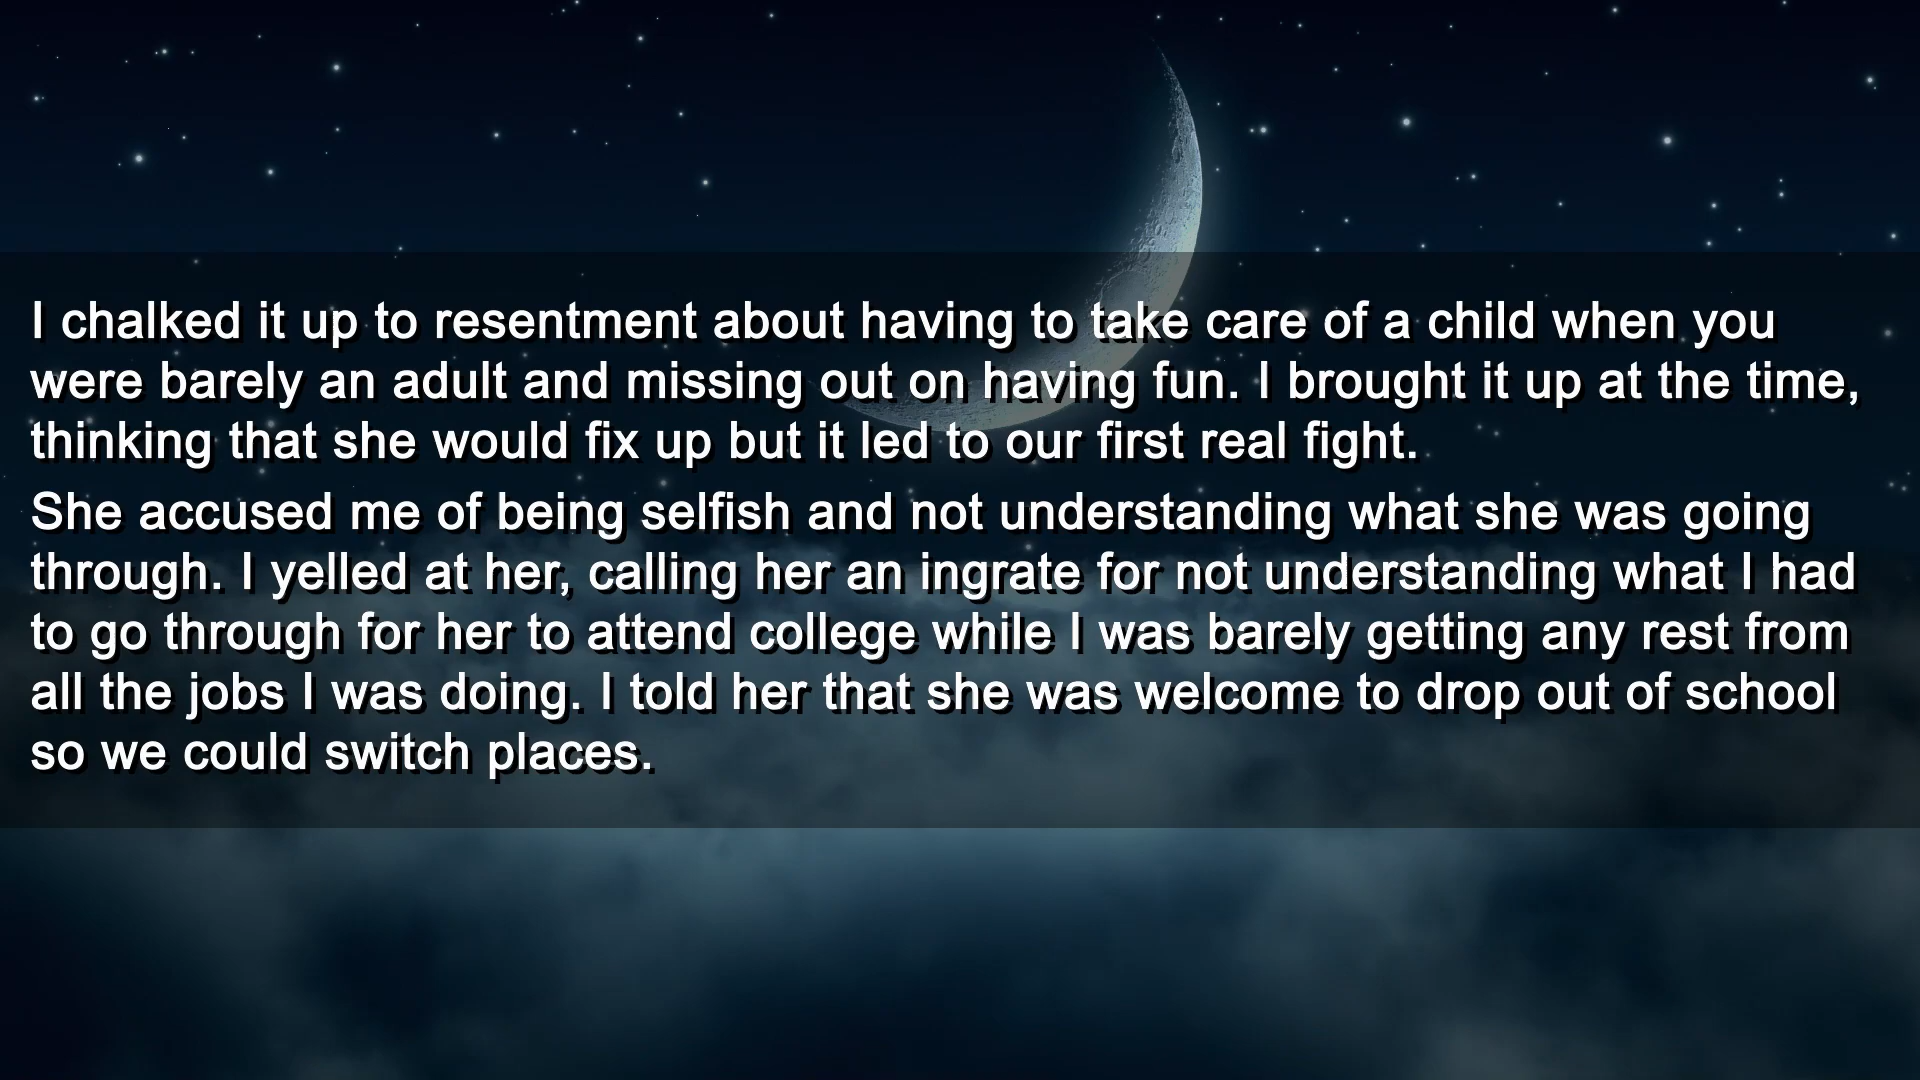 I chalked it up to resentment about having to take care of a child when you
were barely an adult and missing out on having fun. I brought it up at the time,
thinking that she would fix up but it led to our first real fight.
She accused me of being selfish and not understanding what she was going
through. I yelled at her, calling her an ingrate for not understanding what I had
to go through for her to attend college while I was barely getting any rest from
all the jobs I was doing. I told her that she was welcome to drop out of school
so we could switch places.